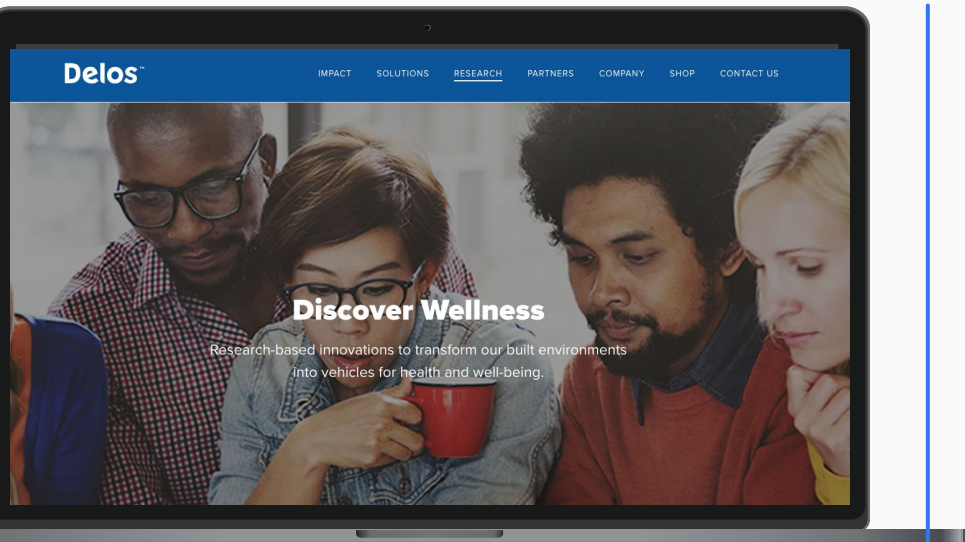 Delos™
IMPACT SOLUTIONS RESEARCH PARTNERS COMPANY SHOP CONTACT US
Discover Wellness
Research-based innovations to transform our built environments
into vehicles for health and well-being.